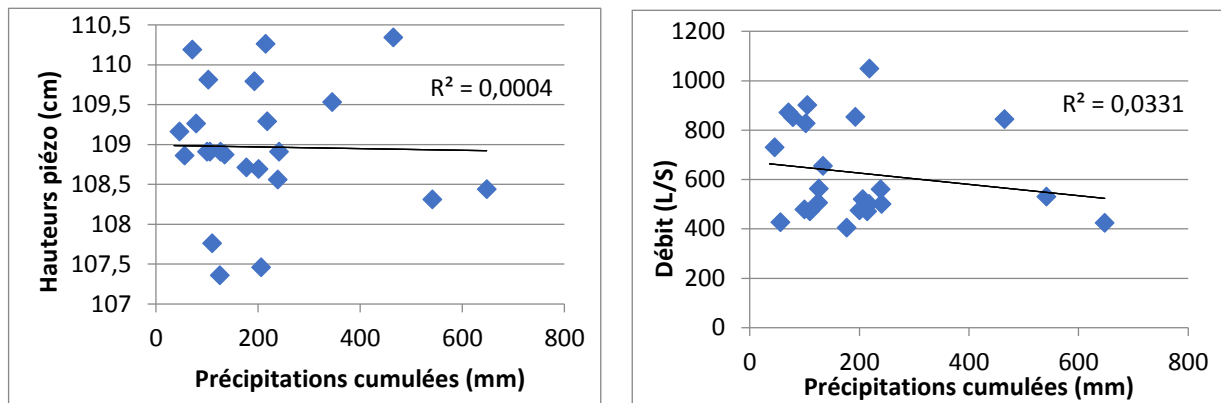 Hauteurs piézo (cm)
110,5
110
109,5
109
108,5
108
107,5
107
R² = 0,0004
0 200 400 600 800
Précipitations cumulées (mm)
Débit (L/S)
1200
1000
800
600
400
200
0
R² = 0,0331
0 200 400 600 800
Précipitations cumulées (mm)